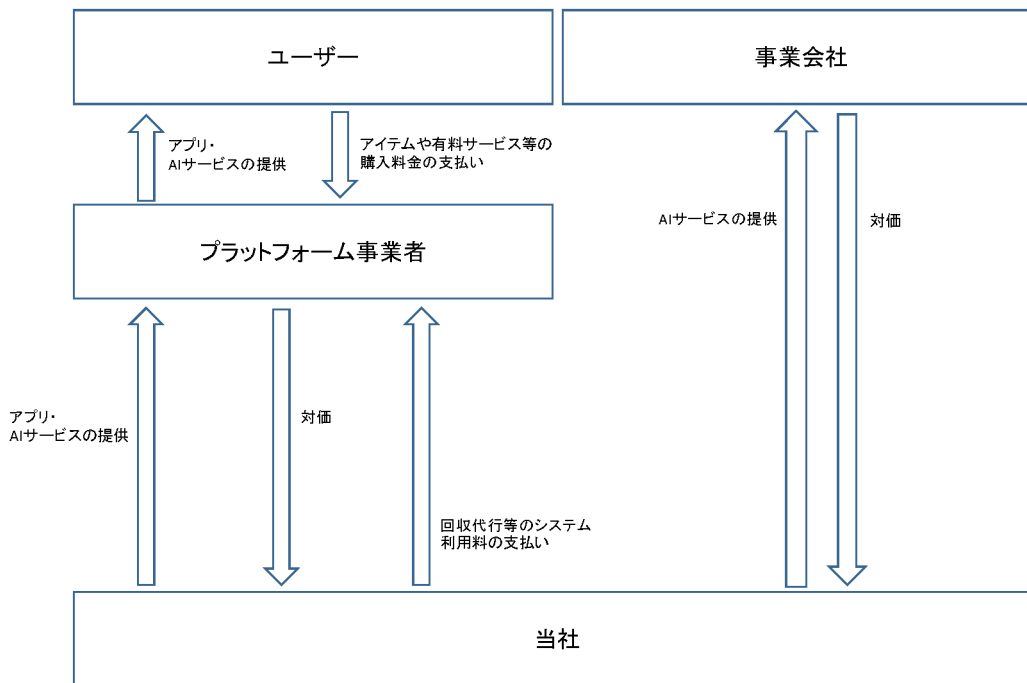 ユーザー
事業会社
アプリ・
AIサービスの提供
アイテムや有料サービス等の
購入料金の支払い
プラットフォーム事業者
AIサービスの提供
対価
アプリ・
AIサービスの提供
対価
回収代行等のシステム
利用料の支払い
当社